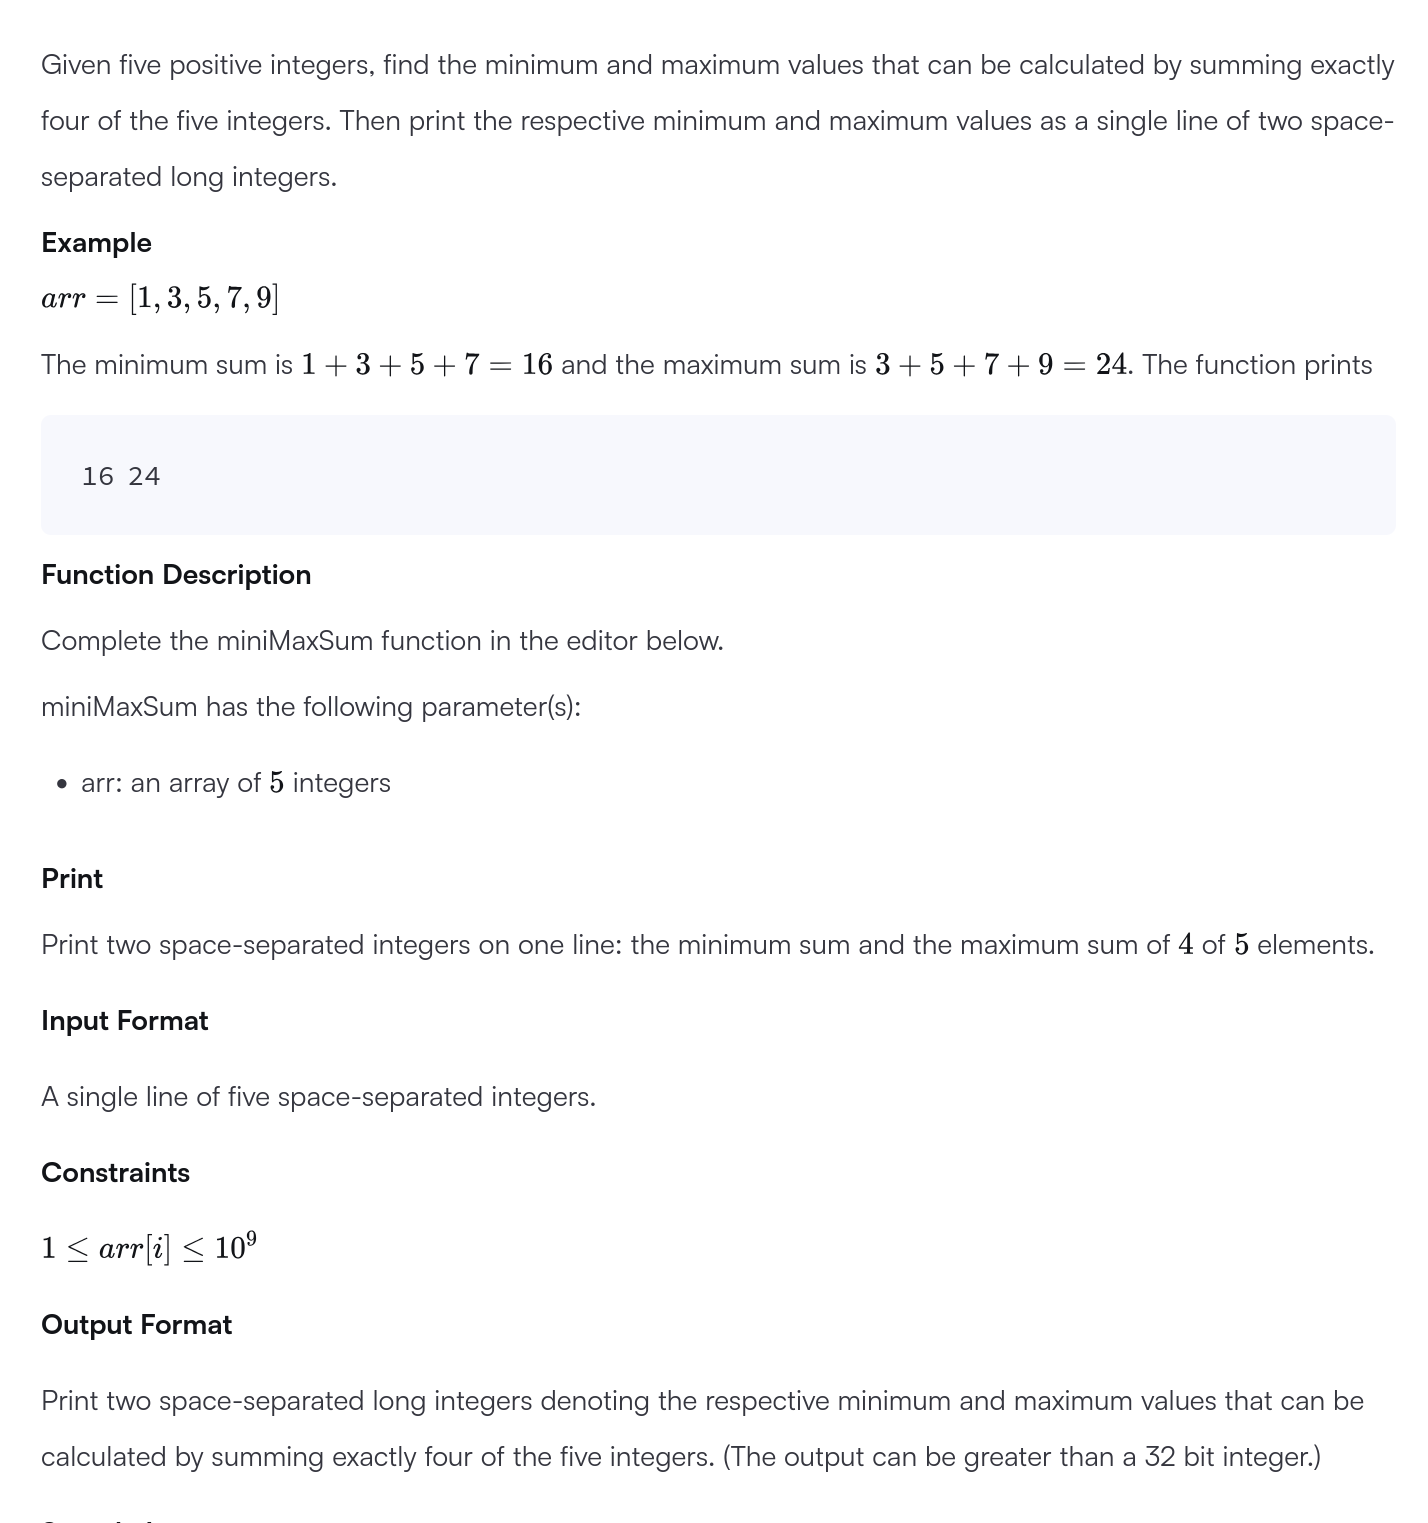 Given five positive integers, find the minimum and maximum values that can be calculated by summing exactly
four of the five integers. Then print the respective minimum and maximum values as a single line of two space-
separated long integers.
Example
arr = [1, 3, 5, 7, 9]
The minimum sum is 1 + 3 + 5 + 7 = 16 and the maximum sum is 3 + 5 + 7 + 9 = 24. The function prints
16 24
Function Description
Complete the miniMaxSum function in the editor below.
miniMaxSum has the following parameter(s):
• arr: an array of 5 integers
Print
Print two space-separated integers on one line: the minimum sum and the maximum sum of 4 of 5 elements.
Input Format
A single line of five space-separated integers.
Constraints
1 ≤ arr[i] ≤ 10⁹
Output Format
Print two space-separated long integers denoting the respective minimum and maximum values that can be
calculated by summing exactly four of the five integers. (The output can be greater than a 32 bit integer.)